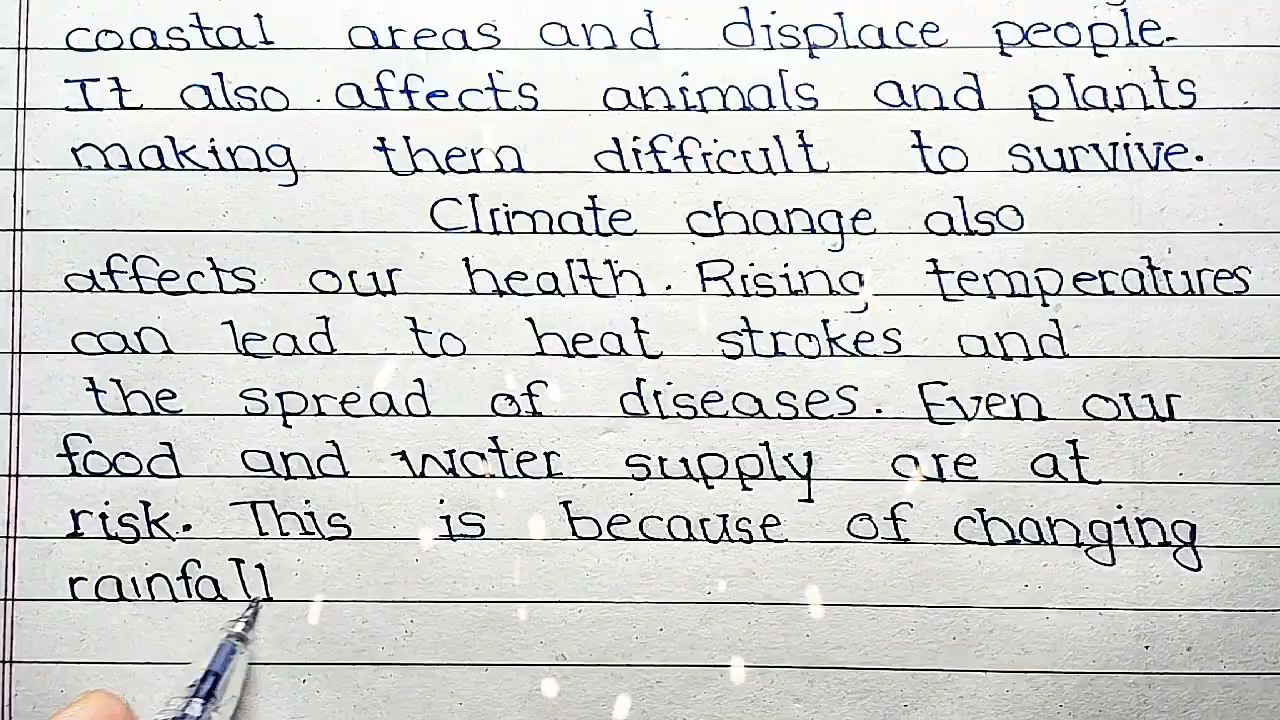 coastal areas and displace people.
It also affects animals and plants
making them difficult to survive.
Climate change also
affects our health. Rising temperatures
can lead to heat strokes and
the spread of diseases. Even our
food and water supply are at
risk. This is because of changing
rainfall